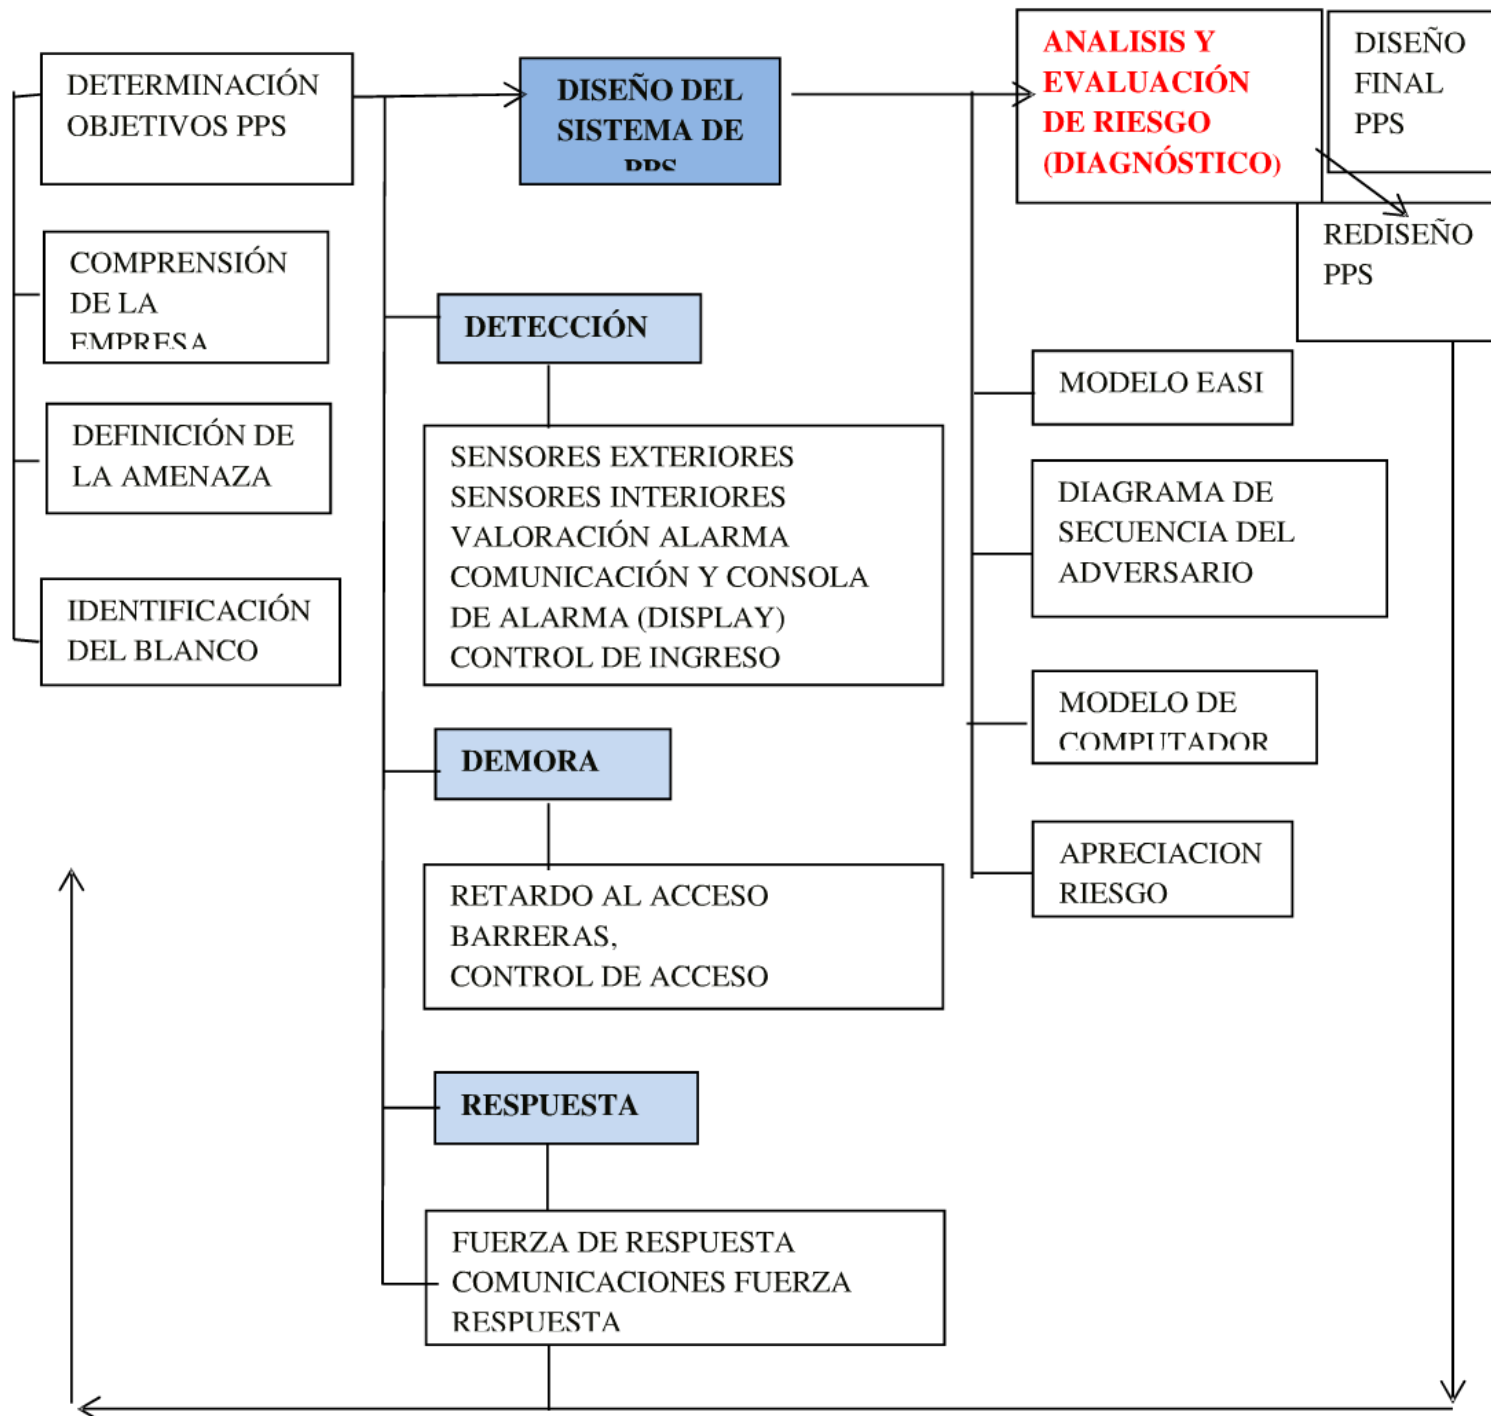 DETERMINACIÓN
OBJETIVOS PPS
COMPRENSIÓN
DE LA
EMPRESA
DEFINICIÓN DE
LA AMENAZA
IDENTIFICACIÓN
DEL BLANCO
DISEÑO DEL
SISTEMA DE
PPS
DETECCIÓN
SENSORES EXTERIORES
SENSORES INTERIORES
VALORACIÓN ALARMA
COMUNICACIÓN Y CONSOLA
DE ALARMA (DISPLAY)
CONTROL DE INGRESO
DEMORA
RETARDO AL ACCESO
BARRERAS,
CONTROL DE ACCESO
RESPUESTA
FUERZA DE RESPUESTA
COMUNICACIONES FUERZA
RESPUESTA
ANALISIS Y
EVALUACIÓN
DE RIESGO
(DIAGNÓSTICO)
DISEÑO
FINAL
PPS
REDISEÑO
PPS
MODELO EASI
DIAGRAMA DE
SECUENCIA DEL
ADVERSARIO
MODELO DE
COMPUTADOR
APRECIACION
RIESGO